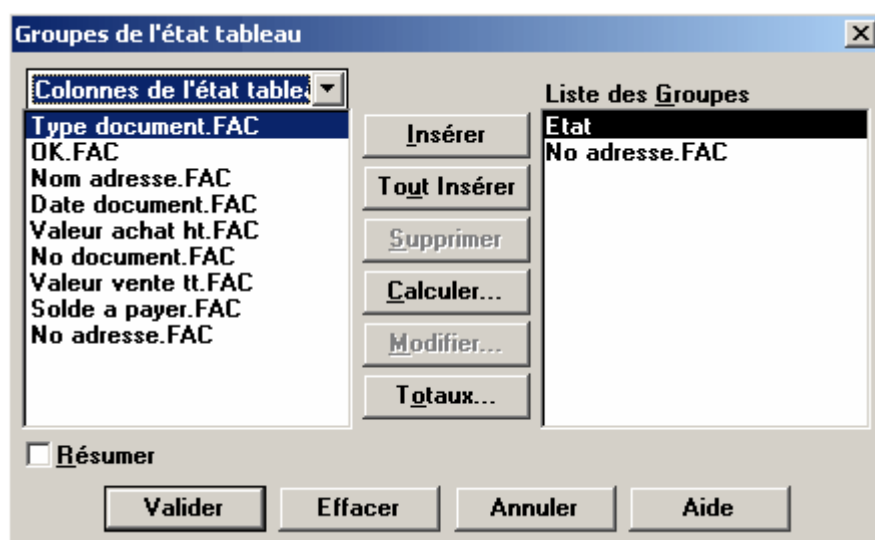 Groupes de l'état tableau
Colonnes de l'état table
Type document.FAC
OK.FAC
Nom adresse.FAC
Date document.FAC
Valeur achat ht.FAC
No document.FAC
Valeur vente tt.FAC
Solde a payer.FAC
No adresse.FAC
Insérer
Tout Insérer
Supprimer
Calculer...
Modifier...
Totaux...
Liste des Groupes
Etat
No adresse.FAC
Résumer
Valider
Effacer
Annuler
Aide